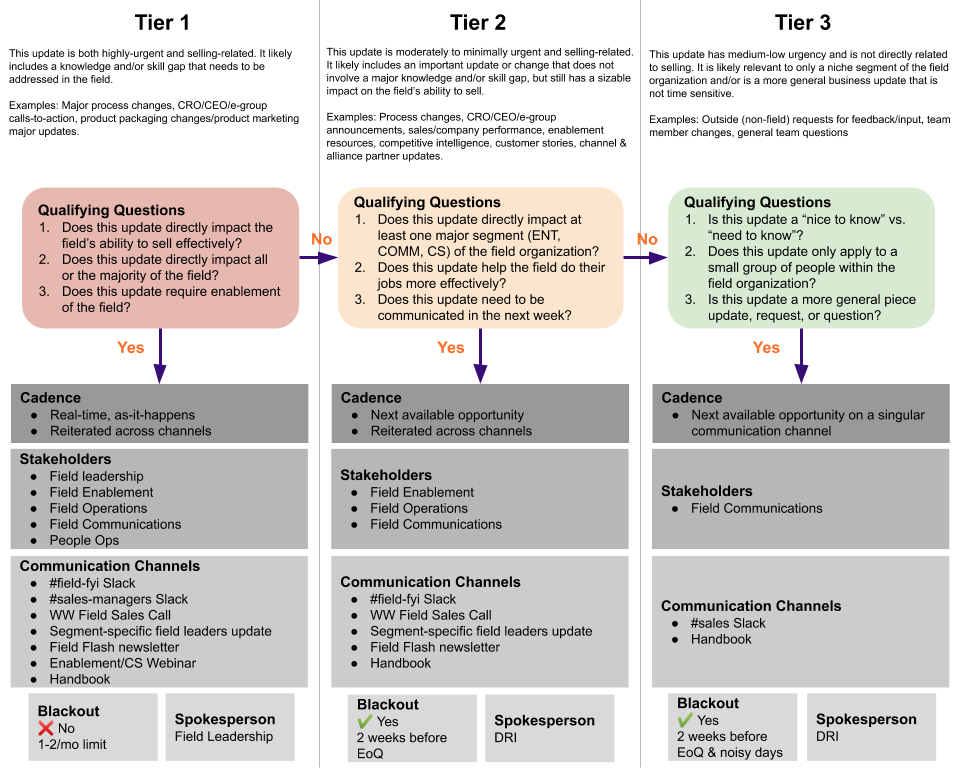 Tier 1
This update is both highly-urgent and selling-related. It likely
includes a knowledge and/or skill gap that needs to be
addressed in the field.
Examples: Major process changes, CRO/CEO/e-group
calls-to-action, product packaging changes/product marketing
major updates.
Qualifying Questions
1. Does this update directly impact the
field's ability to sell effectively?
2. Does this update directly impact all
or the majority of the field?
3. Does this update require enablement
of the field?
No
Yes
Cadence
● Real-time, as-it-happens
● Reiterated across channels
Stakeholders
● Field leadership
● Field Enablement
● Field Operations
● Field Communications
● People Ops
Communication Channels
● #field-fyi Slack
● #sales-managers Slack
● WW Field Sales Call
● Segment-specific field leaders update
● Field Flash newsletter
● Enablement/CS Webinar
● Handbook
Blackout
❌ No
1-2/mo limit
Spokesperson
Field Leadership
Tier 2
This update is moderately to minimally urgent and selling-related.
It likely includes an important update or change that does not
involve a major knowledge and/or skill gap, but still has a sizable
impact on the field's ability to sell.
Examples: Process changes, CRO/CEO/e-group
announcements, sales/company performance, enablement
resources, competitive intelligence, customer stories, channel &
alliance partner updates.
Qualifying Questions
1. Does this update directly impact at
least one major segment (ENT,
COMM, CS) of the field organization?
2. Does this update help the field do their
jobs more effectively?
3. Does this update need to be
communicated in the next week?
No
Yes
Cadence
● Next available opportunity
● Reiterated across channels
Stakeholders
● Field Enablement
● Field Operations
● Field Communications
Communication Channels
● #field-fyi Slack
● WW Field Sales Call
● Segment-specific field leaders update
● Field Flash newsletter
● Handbook
Blackout
✅ Yes
2 weeks before
EoQ
Spokesperson
DRI
Tier 3
This update has medium-low urgency and is not directly related
to selling. It is likely relevant to only a niche segment of the field
organization and/or is a more general business update that is
not time sensitive.
Examples: Outside (non-field) requests for feedback/input, team
member changes, general team questions
Qualifying Questions
1. Is this update a “nice to know” vs.
“need to know”?
2. Does this update only apply to a
small group of people within the
field organization?
3. Is this update a more general piece
update, request, or question?
Yes
Cadence
● Next available opportunity on a singular
communication channel
Stakeholders
● Field Communications
Communication Channels
● #sales Slack
● Handbook
Blackout
✅ Yes
2 weeks before
EoQ & noisy days
Spokesperson
DRI